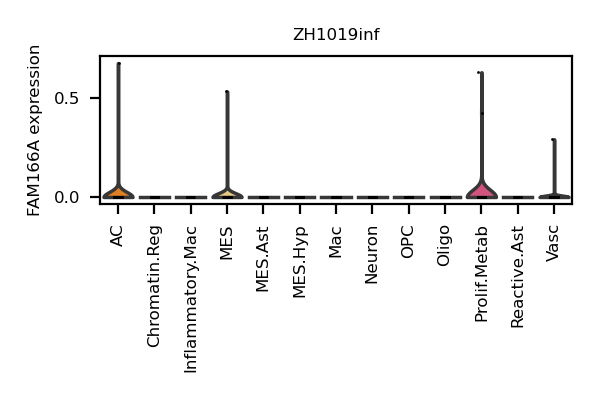 ZH1019inf
FAM166A expression
0.5
0.0
AC
Chromatin.Reg
Inflammatory.Mac
MES
MES.Ast
MES.Hyp
Mac
Neuron
OPC
Oligo
Prolif.Metab
Reactive.Ast
Vasc